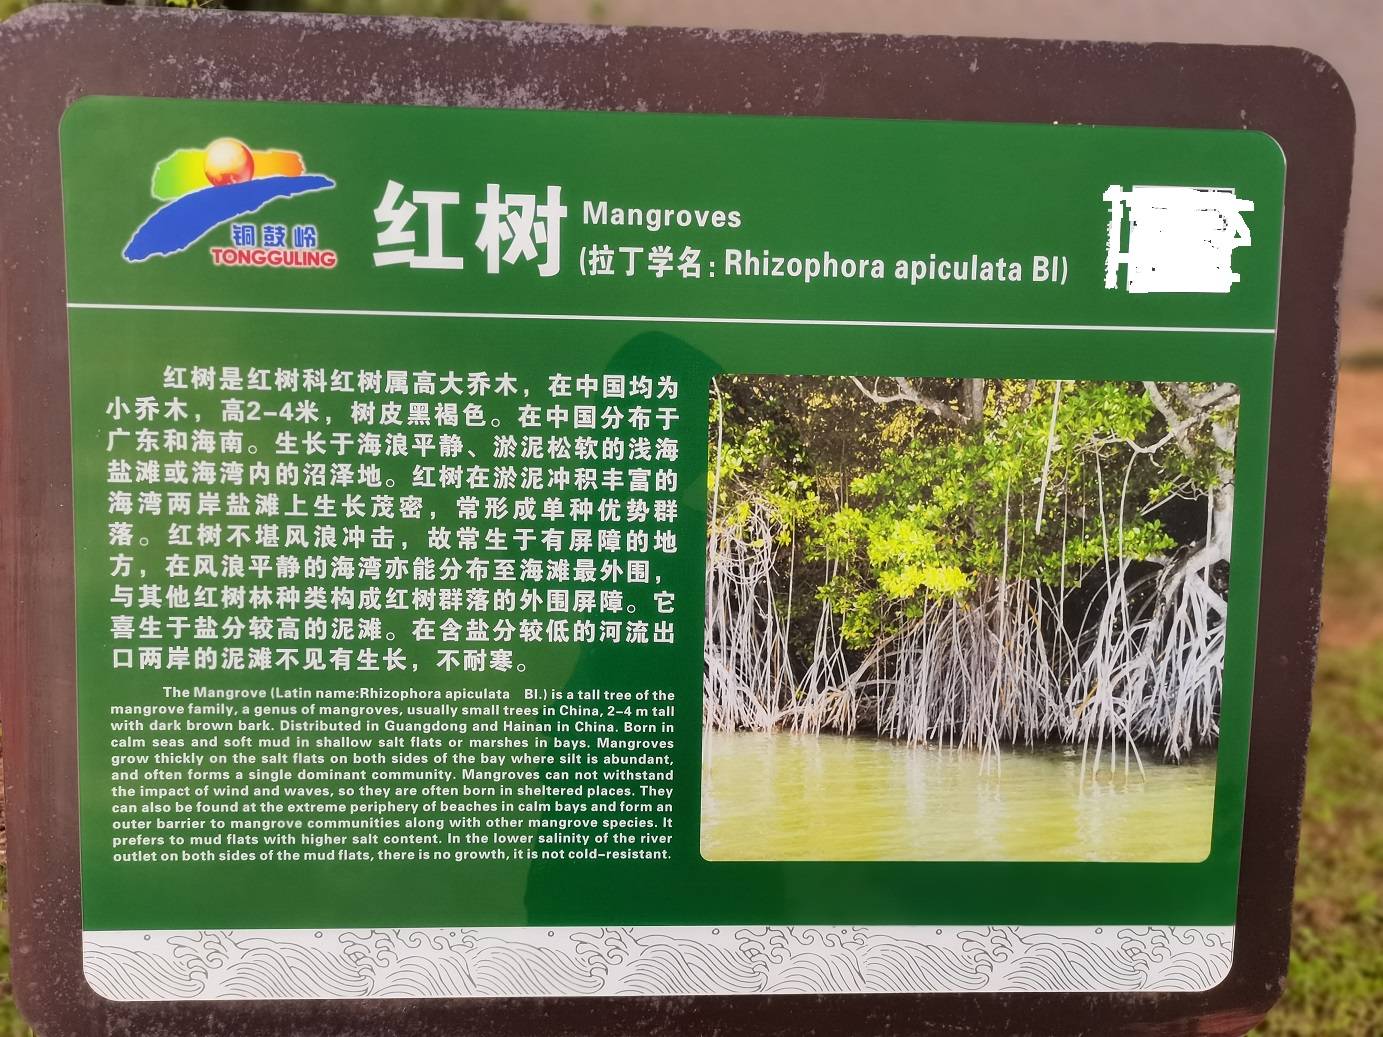 铜鼓岭
TONGGULING
红树
Mangroves
(拉丁学名: Rhizophora apiculata Bl)
红树是红树科红树属高大乔木，在中国均为
小乔木，高2-4米，树皮黑褐色。在中国分布于
广东和海南。生长于海浪平静、淤泥松软的浅海
盐滩或海湾内的沼泽地。红树在淤泥冲积丰富的
海湾两岸盐滩上生长茂密，常形成单种优势群
落。红树不堪风浪冲击，故常生于有屏障的地
方，在风浪平静的海湾亦能分布至海滩最外围，
与其他红树林种类构成红树群落的外围屏障。它
喜生于盐分较高的泥滩。在含盐分较低的河流出
口两岸的泥滩不见有生长，不耐寒。
The Mangrove (Latin name:Rhizophora apiculata Bl.) is a tall tree of the
mangrove family, a genus of mangroves, usually small trees in China, 2-4 m tall
with dark brown bark. Distributed in Guangdong and Hainan in China. Born in
calm seas and soft mud in shallow salt flats or marshes in bays. Mangroves
grow thickly on the salt flats on both sides of the bay where silt is abundant,
and often forms a single dominant community. Mangroves can not withstand
the impact of wind and waves, so they are often born in sheltered places. They
can also be found at the extreme periphery of beaches in calm bays and form an
outer barrier to mangrove communities along with other mangrove species. It
prefers to mud flats with higher salt content. In the lower salinity of the river
outlet on both sides of the mud flats, there is no growth, it is not cold-resistant.